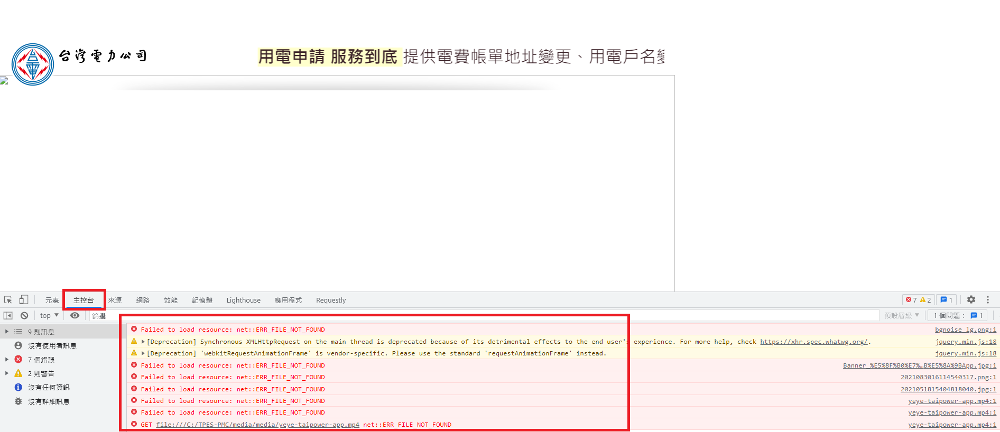 台灣電力公司
用電申請 服務到底 提供電費帳單地址變更、用電戶名變
元素 主控台 來源 網路 效能 記憶體 Lighthouse 應用程式 Requestly 7 2 1
top 篩選 預設層級 1 個問題： 1
9 則訊息
沒有使用者訊息
7 個錯誤
2 則警告
沒有任何資訊
沒有詳細訊息
Failed to load resource: net::ERR_FILE_NOT_FOUND bgnoise_lg.png:1
[Deprecation] Synchronous XMLHttpRequest on the main thread is deprecated because of its detrimental effects to the end user's experience. For more help, check https://xhr.spec.whatwg.org/. jquery.min.js:18
[Deprecation] 'webkitRequestAnimationFrame' is vendor-specific. Please use the standard 'requestAnimationFrame' instead. jquery.min.js:18
Failed to load resource: net::ERR_FILE_NOT_FOUND Banner_%E5%8F%B0%E7%…B%E5%8A%9BApp.jpg:1
Failed to load resource: net::ERR_FILE_NOT_FOUND 2021083016114540317.png:1
Failed to load resource: net::ERR_FILE_NOT_FOUND 2021051815404818040.jpg:1
Failed to load resource: net::ERR_FILE_NOT_FOUND yeye-taipower-app.mp4:1
Failed to load resource: net::ERR_FILE_NOT_FOUND yeye-taipower-app.mp4:1
GET file:///C:/TPES-PMC/media/media/yeye-taipower-app.mp4 net::ERR_FILE_NOT_FOUND yeye-taipower-app.mp4:1